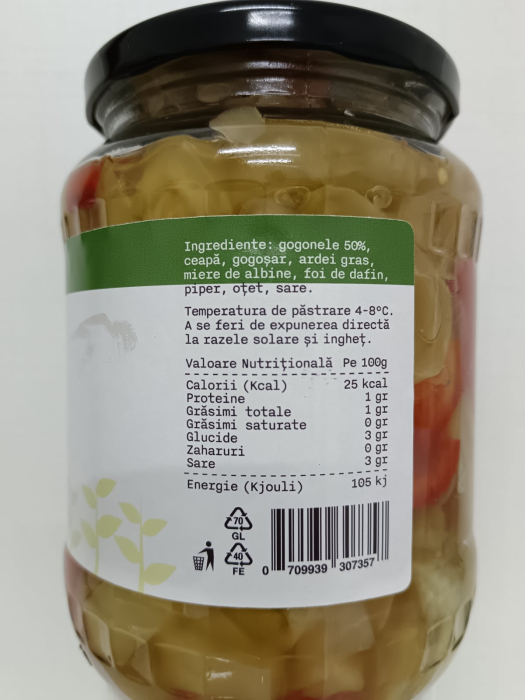 Ingrediente: gogonele 50%,
ceapă, gogoșar, ardei gras,
miere de albine, foi de dafin,
piper, oțet, sare.
Temperatura de păstrare 4-8°C.
A se feri de expunerea directă
la razele solare și ingheț.
Valoare Nutrițională Pe 100g
Calorii (Kcal) 25 kcal
Proteine 1 gr
Grăsimi totale 1 gr
Grăsimi saturate 0 gr
Glucide 3 gr
Zaharuri 0 gr
Sare 3 gr
Energie (Kjouli) 105 kj
70
GL
40
FE
0 709939 307357